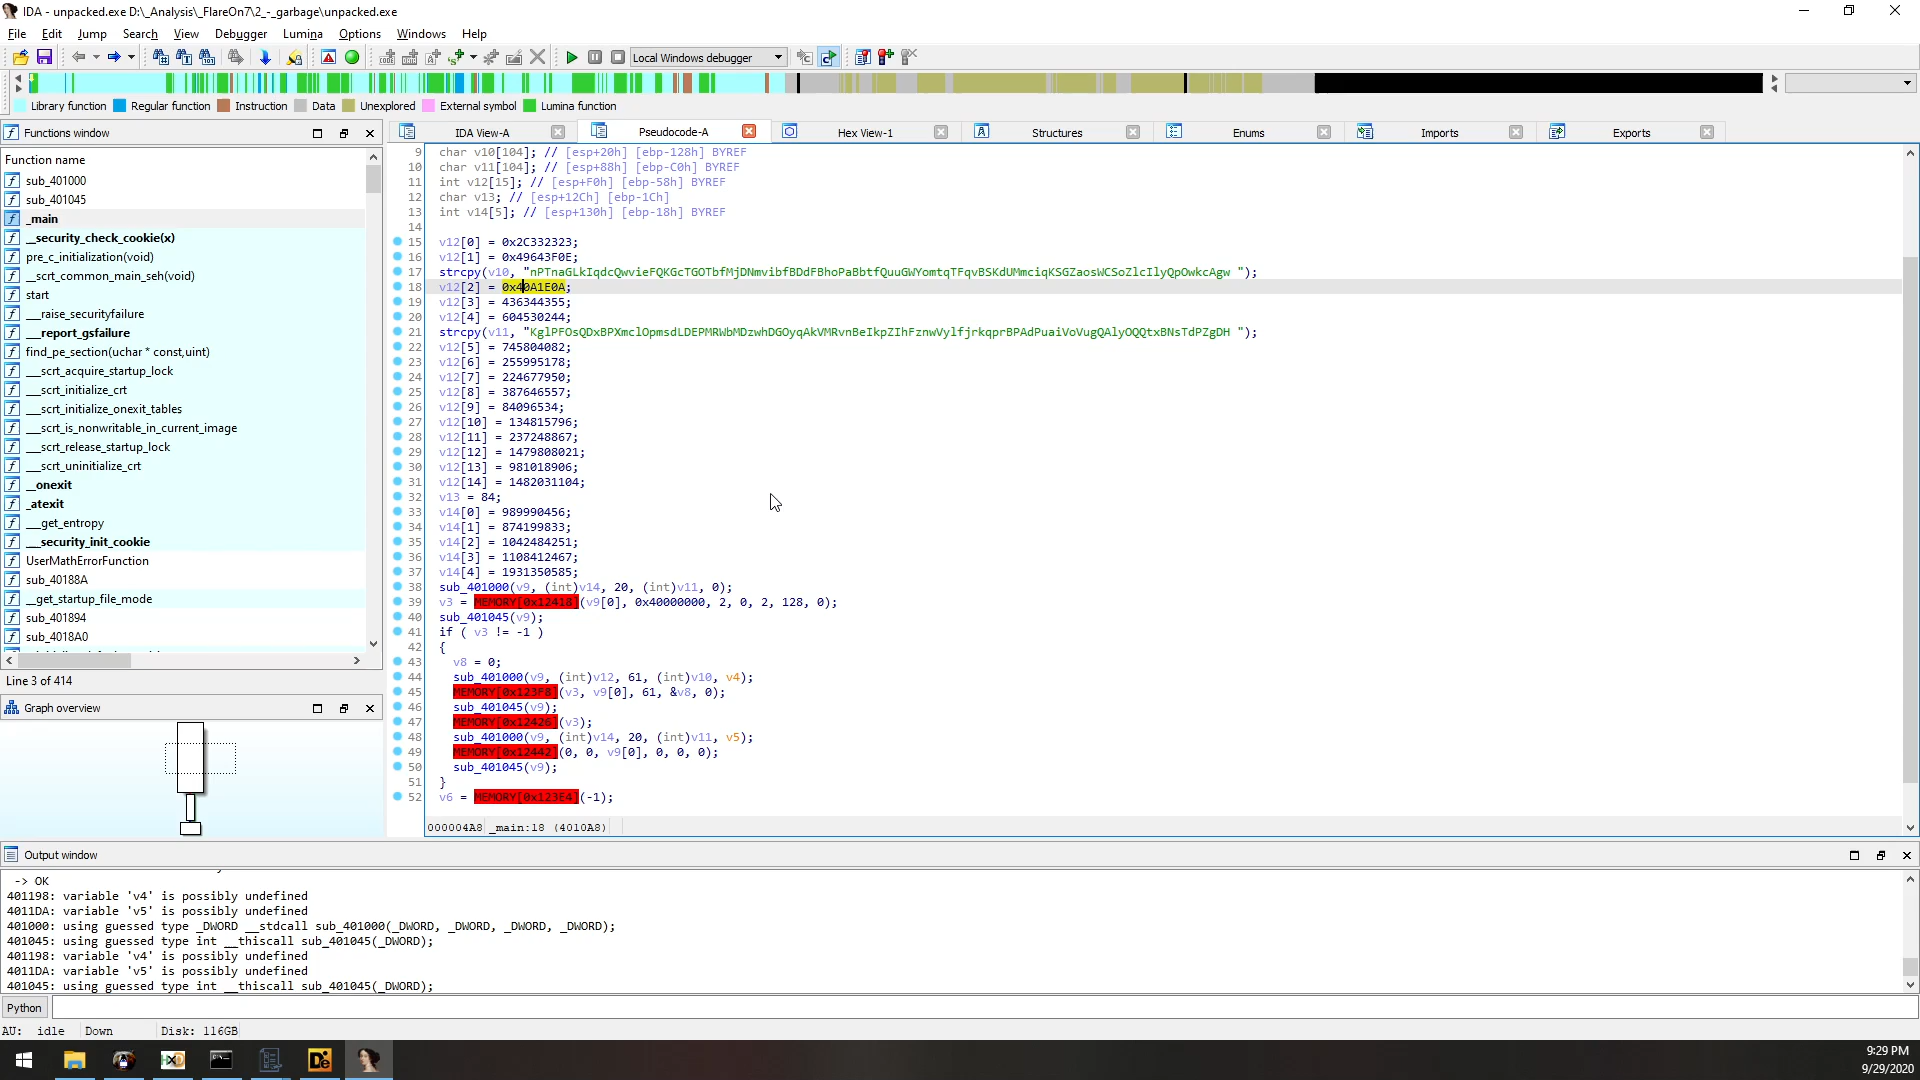 IDA - unpacked.exe D:\_Analysis\_FlareOn7\2_-_garbage\unpacked.exe
File Edit Jump Search View Debugger Lumina Options Windows Help
Local Windows debugger
Library function Regular function Instruction Data Unexplored External symbol Lumina function
Functions window
IDA View-A Pseudocode-A Hex View-1 Structures Enums Imports Exports
Function name
sub_401000
sub_401045
_main
__security_check_cookie(x)
pre_c_initialization(void)
__scrt_common_main_seh(void)
start
___raise_securityfailure
___report_gsfailure
find_pe_section(uchar * const,uint)
___scrt_acquire_startup_lock
___scrt_initialize_crt
___scrt_initialize_onexit_tables
___scrt_is_nonwritable_in_current_image
___scrt_release_startup_lock
___scrt_uninitialize_crt
__onexit
_atexit
___get_entropy
___security_init_cookie
UserMathErrorFunction
sub_40188A
__get_startup_file_mode
sub_401894
sub_4018A0
Line 3 of 414
Graph overview
9 char v10[104]; // [esp+20h] [ebp-128h] BYREF
10 char v11[104]; // [esp+88h] [ebp-C0h] BYREF
11 int v12[15]; // [esp+F0h] [ebp-58h] BYREF
12 char v13; // [esp+12Ch] [ebp-1Ch]
13 int v14[5]; // [esp+130h] [ebp-18h] BYREF
14
15 v12[0] = 0x2C332323;
16 v12[1] = 0x49643F0E;
17 strcpy(v10, "nPTnaGLkIqdcQwvieFQKGcTGOTbfMjDNmvibfBDdFBhoPaBbtfQuuGWYomtqTFqvBSKdUMmciqKSGZaosWCSoZlcIlyQpOwkcAgw ");
18 v12[2] = 0x40A1E0A;
19 v12[3] = 436344355;
20 v12[4] = 604530244;
21 strcpy(v11, "KglPFOsQDxBPXmclOpmsdLDEPMRWbMDzwhDGOyqAkVMRvnBeIkpZIhFznwVylfjrkqprBPAdPuaiVoVugQAlyOQQtxBNsTdPZgDH ");
22 v12[5] = 745804082;
23 v12[6] = 255995178;
24 v12[7] = 224677950;
25 v12[8] = 387646557;
26 v12[9] = 84096534;
27 v12[10] = 134815796;
28 v12[11] = 237248867;
29 v12[12] = 1479808021;
30 v12[13] = 981018906;
31 v12[14] = 1482031104;
32 v13 = 84;
33 v14[0] = 989990456;
34 v14[1] = 874199833;
35 v14[2] = 1042484251;
36 v14[3] = 1108412467;
37 v14[4] = 1931350585;
38 sub_401000(v9, (int)v14, 20, (int)v11, 0);
39 v3 = MEMORY[0x12418](v9[0], 0x40000000, 2, 0, 2, 128, 0);
40 sub_401045(v9);
41 if ( v3 != -1 )
42 {
43 v8 = 0;
44 sub_401000(v9, (int)v12, 61, (int)v10, v4);
45 MEMORY[0x123F8](v3, v9[0], 61, &v8, 0);
46 sub_401045(v9);
47 MEMORY[0x12426](v3);
48 sub_401000(v9, (int)v14, 20, (int)v11, v5);
49 MEMORY[0x12442](0, 0, v9[0], 0, 0, 0);
50 sub_401045(v9);
51 }
52 v6 = MEMORY[0x123E4](-1);
000004A8 _main:18 (4010A8)
Output window
-> OK
401198: variable 'v4' is possibly undefined
4011DA: variable 'v5' is possibly undefined
401000: using guessed type _DWORD __stdcall sub_401000(_DWORD, _DWORD, _DWORD, _DWORD);
401045: using guessed type int __thiscall sub_401045(_DWORD);
401198: variable 'v4' is possibly undefined
4011DA: variable 'v5' is possibly undefined
401045: using guessed type int __thiscall sub_401045(_DWORD);
Python
AU: idle Down Disk: 116GB
9:29 PM
9/29/2020